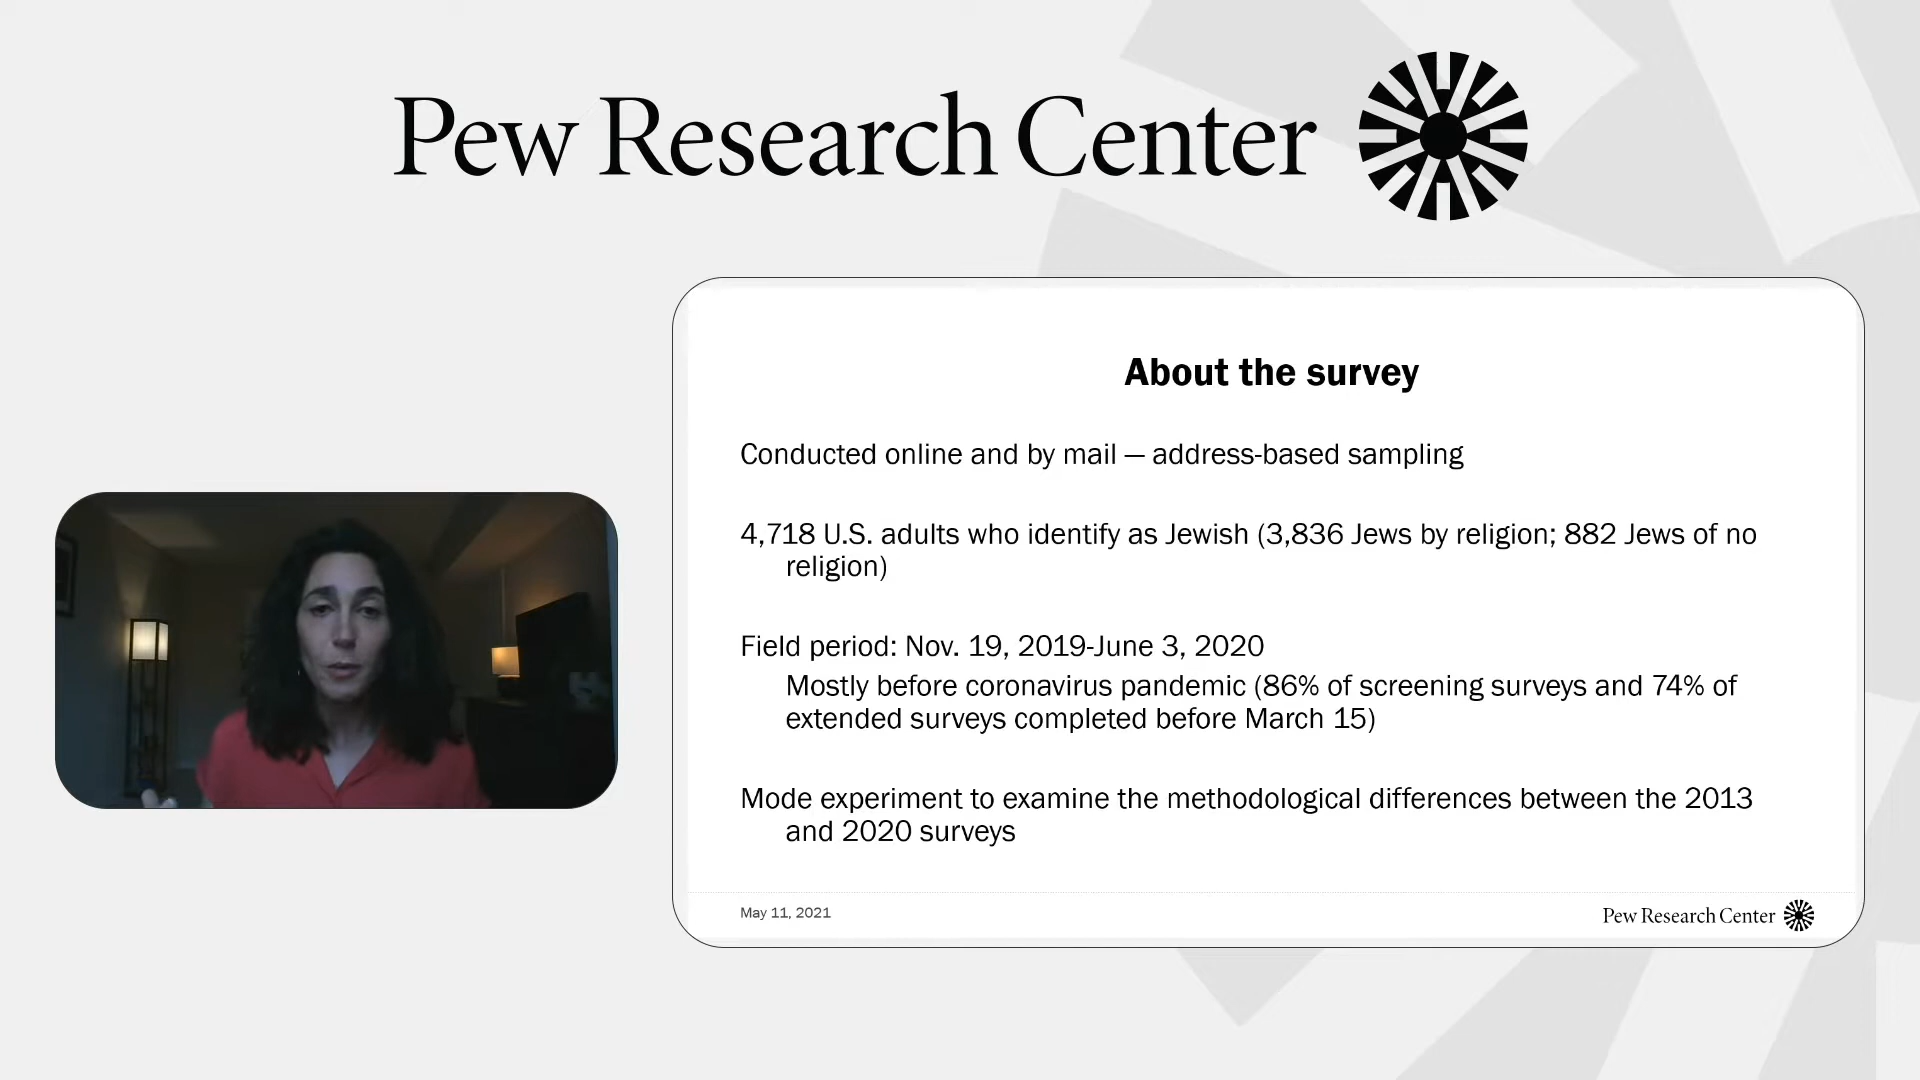 Pew Research Center
About the survey
Conducted online and by mail — address-based sampling
4,718 U.S. adults who identify as Jewish (3,836 Jews by religion; 882 Jews of no
religion)
Field period: Nov. 19, 2019-June 3, 2020
Mostly before coronavirus pandemic (86% of screening surveys and 74% of
extended surveys completed before March 15)
Mode experiment to examine the methodological differences between the 2013
and 2020 surveys
May 11, 2021
Pew Research Center